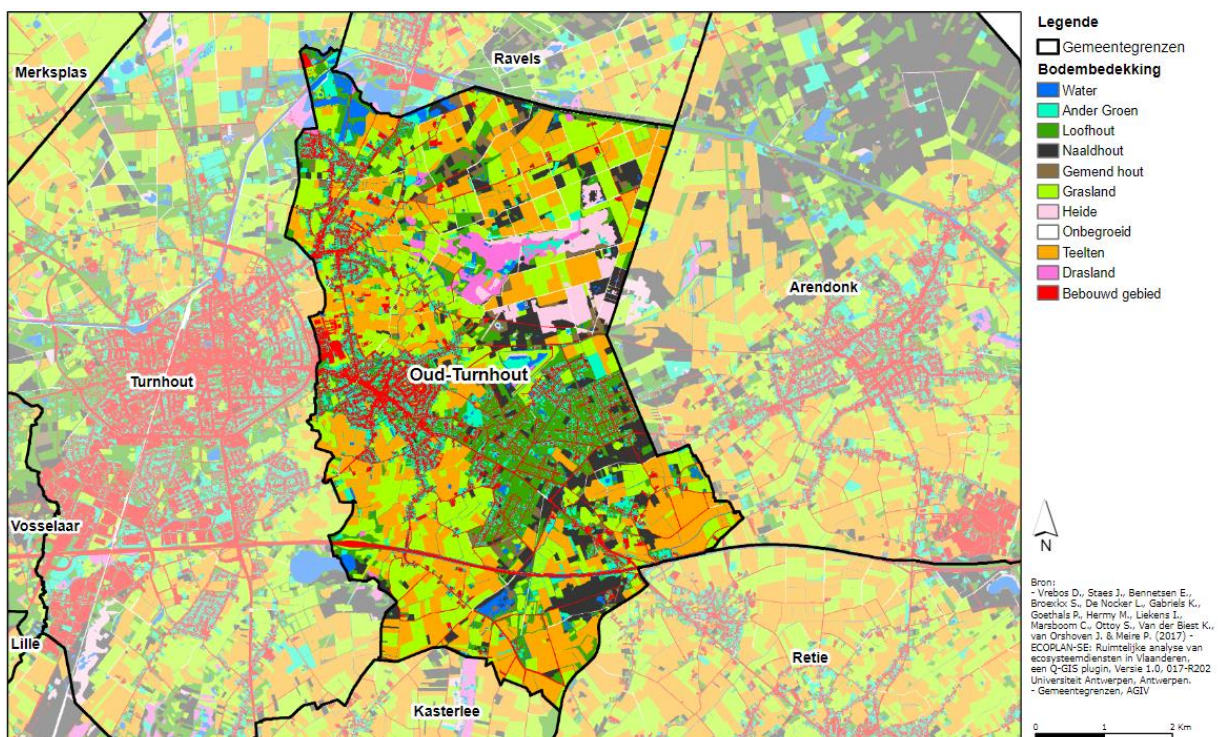 Merksplas
Ravels
Arendonk
Turnhout
Oud-Turnhout
Vosselaar
Lille
Retie
Kasterlee
Legende
Gemeentegrenzen
Bodembedekking
Water
Ander Groen
Loofhout
Naaldhout
Gemend hout
Grasland
Heide
Onbegroeid
Teelten
Drasland
Bebouwd gebied
N
Bron:
- Vrebos D., Staes J., Bennetsen E.,
Broekx S., De Nocker L., Gabriels K.,
Goethals P., Hermy M., Liekens I.,
Marsboom C., Ottoy S., Van der Biest K.,
van Orshoven J. & Meire P. (2017) -
ECOPLAN-SE: Ruimtelijke analyse van
ecosysteemdiensten in Vlaanderen,
een Q-GIS plugin, Versie 1.0, 017-R202
Universiteit Antwerpen, Antwerpen.
- Gemeentegrenzen, AGIV
0 1 2 Km